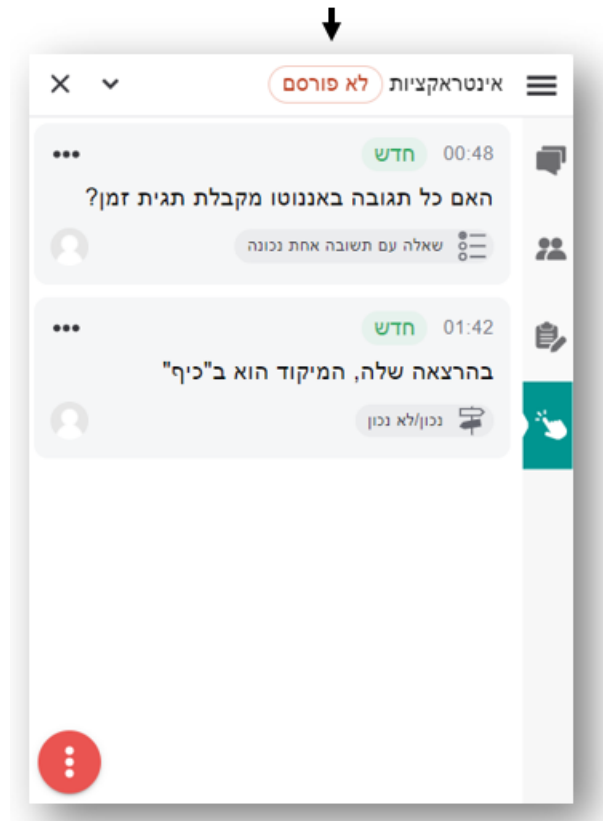 אינטראקציות לא פורסם
00:48 חדש
האם כל תגובה באננוטו מקבלת תגית זמן?
שאלה עם תשובה אחת נכונה
01:42 חדש
בהרצאה שלה, המיקוד הוא ב"כיף"
נכון/לא נכון